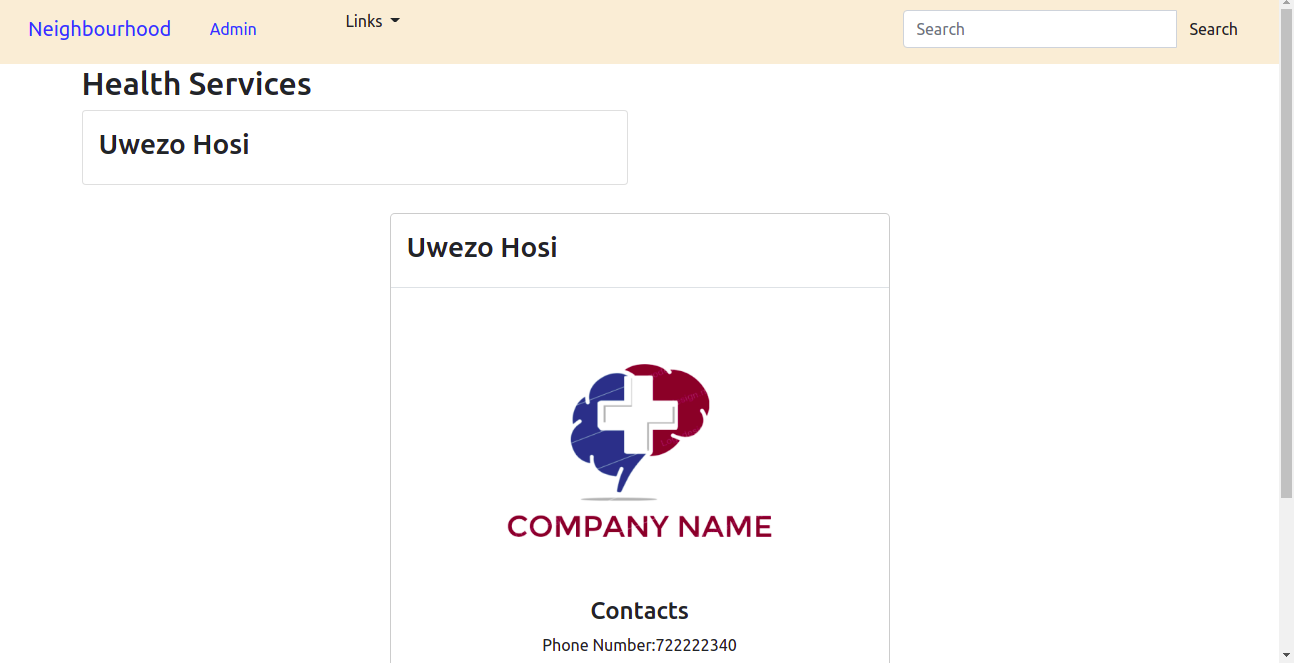 Neighbourhood Admin Links Search Search
Health Services
Uwezo Hosi
Uwezo Hosi
COMPANY NAME
Contacts
Phone Number:722222340